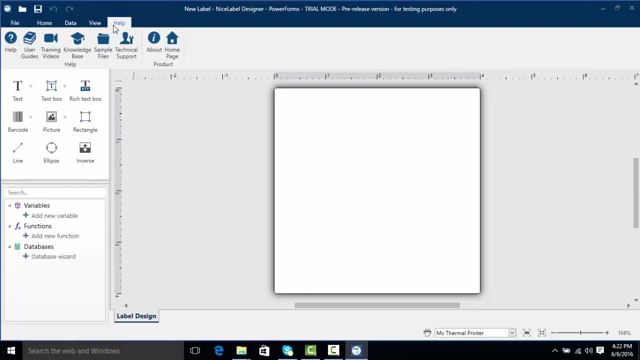 New Label - NiceLabel Designer - PowerForms - TRIAL MODE - Pre-release version - for testing purposes only
File Home Data View Help
Help User Guides Training Videos Knowledge Base Sample Files Technical Support About Home Page
Help Product
Text Text box Rich text box
Barcode Picture Rectangle
Line Ellipse Inverse
Search...
Variables
Add new variable
Functions
Add new function
Databases
Database wizard
Label Design
My Thermal Printer
Search the web and Windows
4:22 PM
6/6/2016